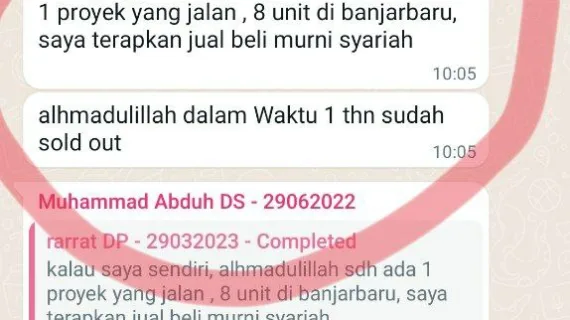 1 proyek yang jalan , 8 unit di banjarbaru,
saya terapkan jual beli murni syariah
10:05
alhmadulillah dalam Waktu 1 thn sudah
sold out
10:05
Muhammad Abduh DS - 29062022
rarrat DP - 29032023 - Completed
kalau saya sendiri, alhmadulillah sdh ada 1
proyek yang jalan , 8 unit di banjarbaru, saya
terapkan jual beli murni syariah